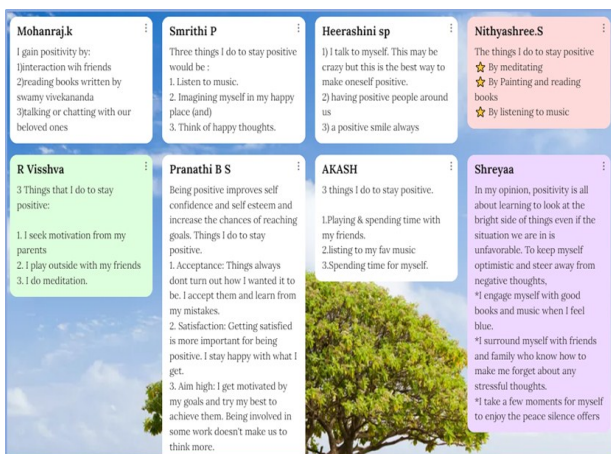 Mohanraj.k
I gain positivity by:
1)interaction wih friends
2)reading books written by
swamy vivekananda
3)talking or chatting with our
beloved ones
Smrithi P
Three things I do to stay positive
would be :
1. Listen to music.
2. Imagining myself in my happy
place (and)
3. Think of happy thoughts.
Heerashini sp
1) I talk to myself. This may be
crazy but this is the best way to
make oneself positive.
2) having positive people around
us
3) a positive smile always
Nithyashree.S
The things I do to stay positive
⭐ By meditating
⭐ By Painting and reading
books
⭐ By listening to music
R Visshva
3 Things that I do to stay
positive:
1. I seek motivation from my
parents
2. I play outside with my friends
3. I do meditation.
Pranathi B S
Being positive improves self
confidence and self esteem and
increase the chances of reaching
goals. Things I do to stay
positive.
1. Acceptance: Things always
dont turn out how I wanted it to
be. I accept them and learn from
my mistakes.
2. Satisfaction: Getting satisfied
is more important for being
positive. I stay happy with what I
get.
3. Aim high: I get motivated by
my goals and try my best to
achieve them. Being involved in
some work doesn't make us to
think more.
AKASH
3 things I do to stay positive.
1.Playing & spending time with
my friends.
2.listing to my fav music
3.Spending time for myself.
Shreyaa
In my opinion, positivity is all
about learning to look at the
bright side of things even if the
situation we are in is
unfavorable. To keep myself
optimistic and steer away from
negative thoughts,
*I engage myself with good
books and music when I feel
blue.
*I surround myself with friends
and family who know how to
make me forget about any
stressful thoughts.
*I take a few moments for myself
to enjoy the peace silence offers